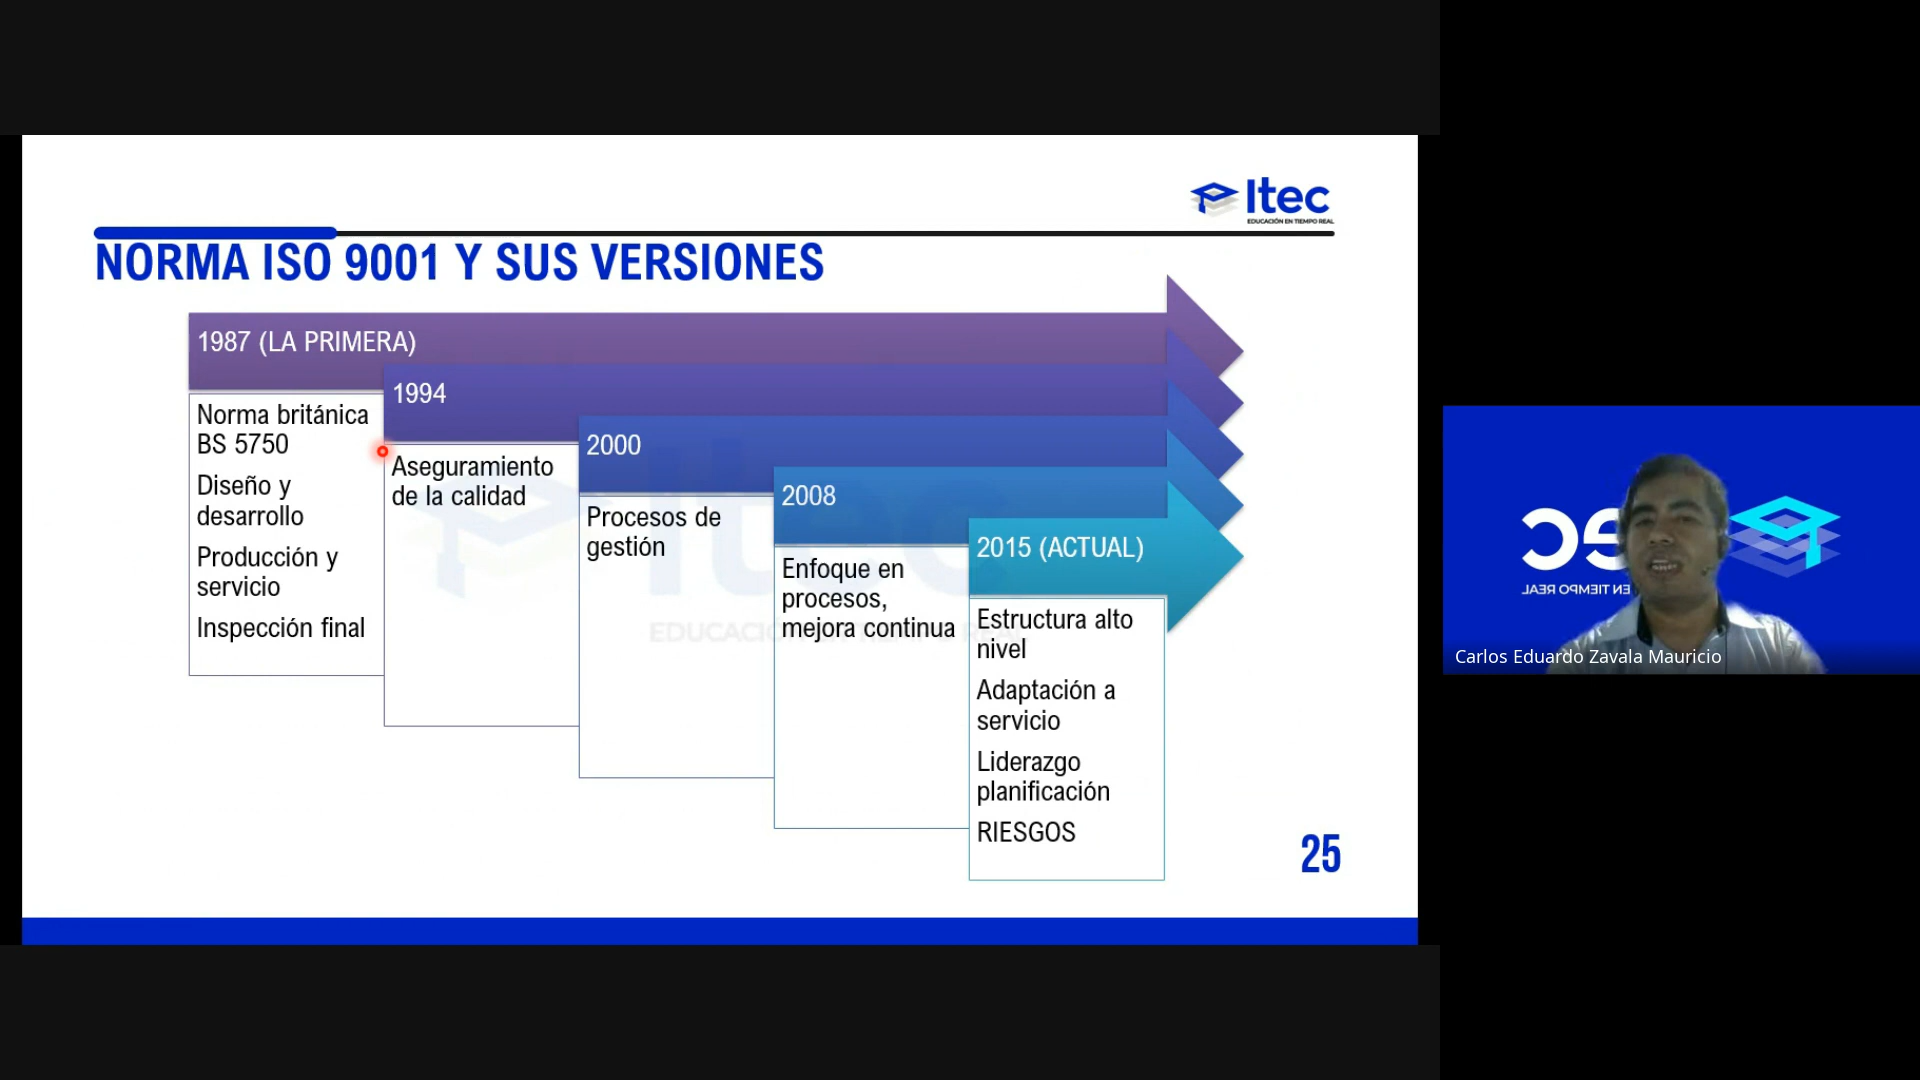 Itec
EDUCACIÓN EN TIEMPO REAL
NORMA ISO 9001 Y SUS VERSIONES
1987 (LA PRIMERA)
Norma británica
BS 5750
Diseño y
desarrollo
Producción y
servicio
Inspección final
1994
Aseguramiento
de la calidad
2000
Procesos de
gestión
2008
Enfoque en
procesos,
mejora continua
2015 (ACTUAL)
Estructura alto
nivel
Adaptación a
servicio
Liderazgo
planificación
RIESGOS
25
ec
EN TIEMPO REAL
Carlos Eduardo Zavala Mauricio